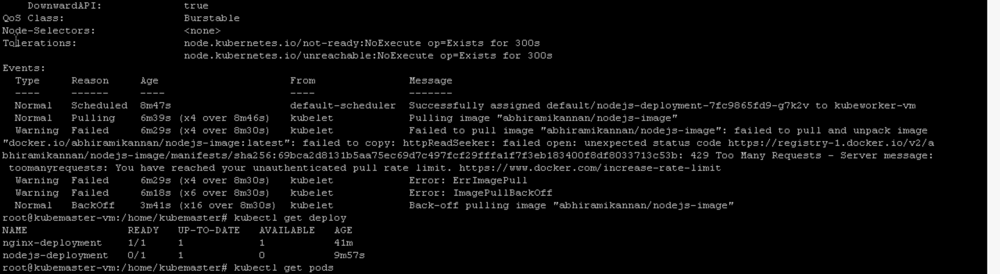 DownwardAPI: true
QoS Class: Burstable
Node-Selectors: <none>
Tolerations: node.kubernetes.io/not-ready:NoExecute op=Exists for 300s
node.kubernetes.io/unreachable:NoExecute op=Exists for 300s
Events:
Type Reason Age From Message
---- ------ ---- ---- -------
Normal Scheduled 8m47s default-scheduler Successfully assigned default/nodejs-deployment-7fc9865fd9-g7k2v to kubeworker-vm
Normal Pulling 6m39s (x4 over 8m46s) kubelet Pulling image "abhiramikannan/nodejs-image"
Warning Failed 6m29s (x4 over 8m30s) kubelet Failed to pull image "abhiramikannan/nodejs-image": failed to pull and unpack image
"docker.io/abhiramikannan/nodejs-image:latest": failed to copy: httpReadSeeker: failed open: unexpected status code https://registry-1.docker.io/v2/a
bhiramikannan/nodejs-image/manifests/sha256:69bca2d8131b5aa75ec69d7c497fcf29fffa1f7f3eb183400f8df8033713c53b: 429 Too Many Requests - Server message:
toomanyrequests: You have reached your unauthenticated pull rate limit. https://www.docker.com/increase-rate-limit
Warning Failed 6m29s (x4 over 8m30s) kubelet Error: ErrImagePull
Warning Failed 6m18s (x6 over 8m30s) kubelet Error: ImagePullBackOff
Normal BackOff 3m41s (x16 over 8m30s) kubelet Back-off pulling image "abhiramikannan/nodejs-image"
root@kubemaster-vm:/home/kubemaster# kubectl get deploy
NAME READY UP-TO-DATE AVAILABLE AGE
nginx-deployment 1/1 1 1 41m
nodejs-deployment 0/1 1 0 9m57s
root@kubemaster-vm:/home/kubemaster# kubectl get pods